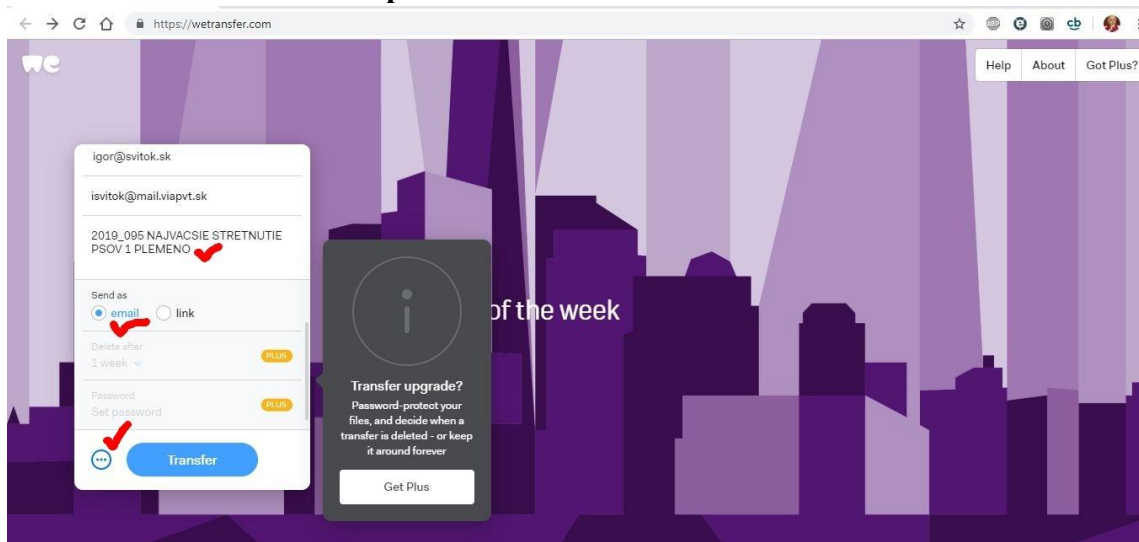 https://wetransfer.com
we
Help About Got Plus?
igor@svitok.sk
isvitok@mail.viapvt.sk
2019_095 NAJVACSIE STRETNUTIE
PSOV 1 PLEMENO
Send as
email link
Delete after
1 week PLUS
Password
Set password PLUS
Transfer
i
Transfer upgrade?
Password-protect your
files, and decide when a
transfer is deleted - or keep
it around forever
Get Plus
of the week